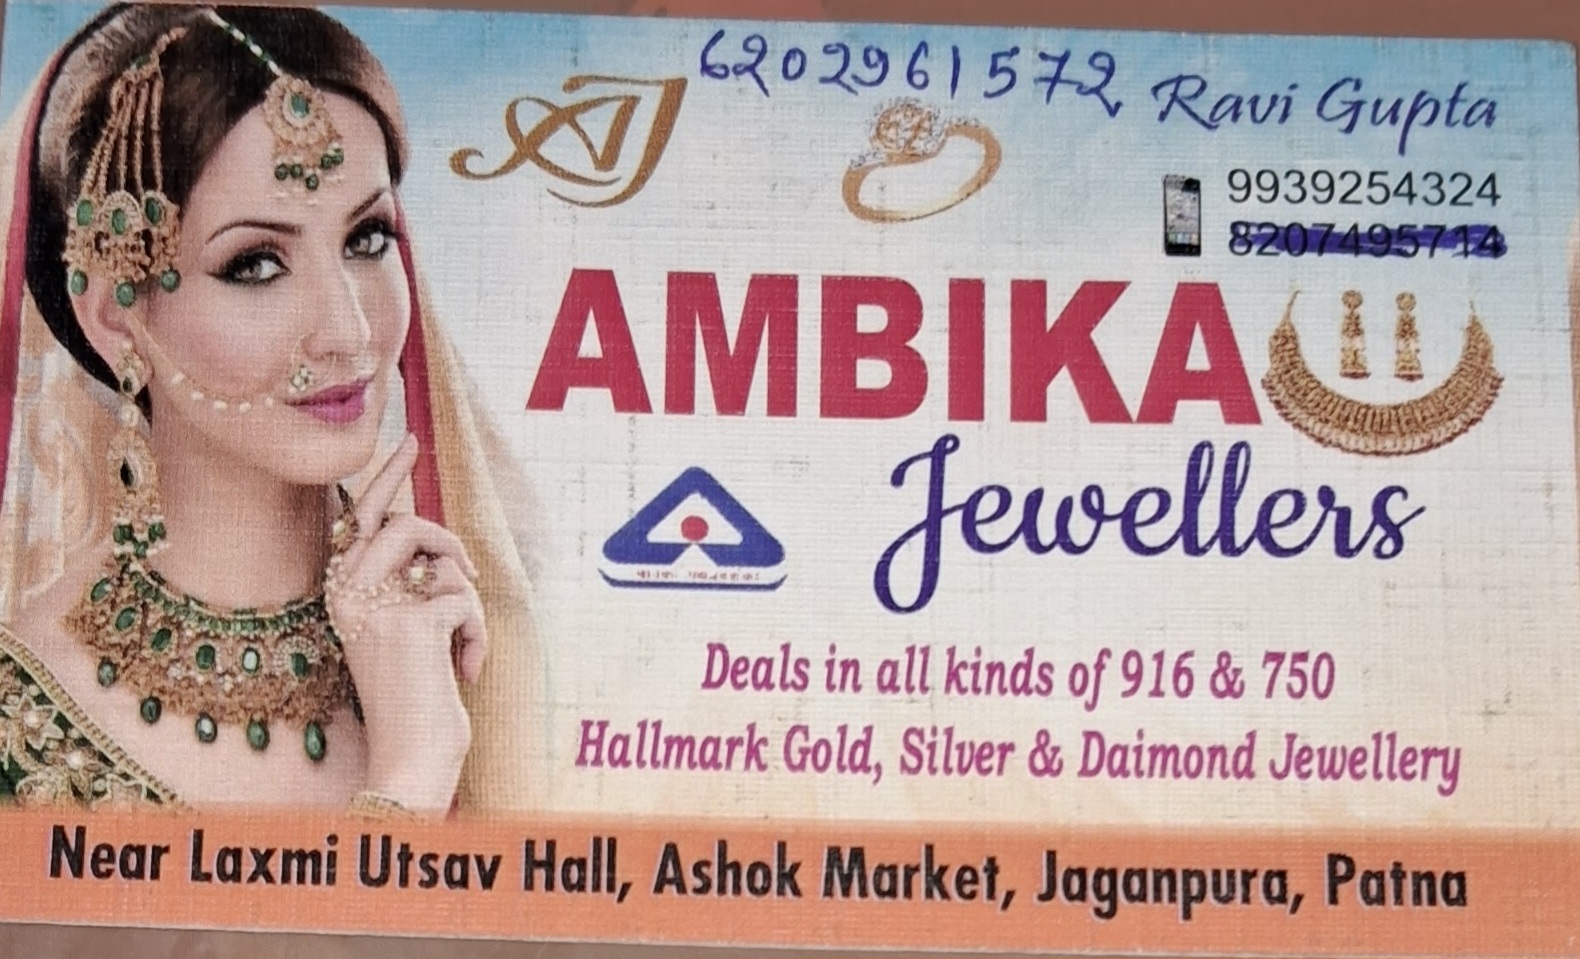 6202961572
AJ
Ravi Gupta
9939254324
8207495714
AMBIKA
Jewellers
Deals in all kinds of 916 & 750
Hallmark Gold, Silver & Daimond Jewellery
Near Laxmi Utsav Hall, Ashok Market, Jaganpura, Patna